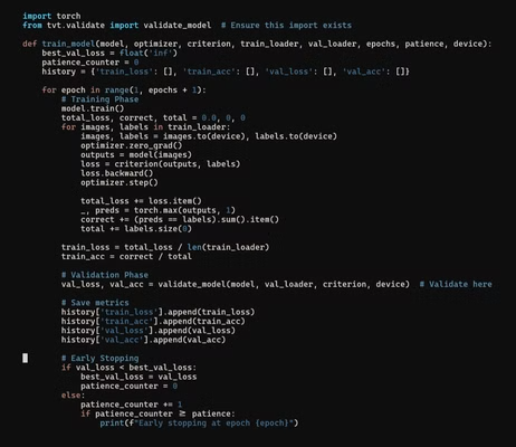 import torch
from tvt.validate import validate_model  # Ensure this import exists
def train_model(model, optimizer, criterion, train_loader, val_loader, epochs, patience, device):
    best_val_loss = float('inf')
    patience_counter = 0
    history = {'train_loss': [], 'train_acc': [], 'val_loss': [], 'val_acc': []}
    for epoch in range(1, epochs + 1):
        # Training Phase
        model.train()
        total_loss, correct, total = 0.0, 0, 0
        for images, labels in train_loader:
            images, labels = images.to(device), labels.to(device)
            optimizer.zero_grad()
            outputs = model(images)
            loss = criterion(outputs, labels)
            loss.backward()
            optimizer.step()
            total_loss += loss.item()
            _, preds = torch.max(outputs, 1)
            correct += (preds == labels).sum().item()
            total += labels.size(0)
        train_loss = total_loss / len(train_loader)
        train_acc = correct / total
        # Validation Phase
        val_loss, val_acc = validate_model(model, val_loader, criterion, device)  # Validate here
        # Save metrics
        history['train_loss'].append(train_loss)
        history['train_acc'].append(train_acc)
        history['val_loss'].append(val_loss)
        history['val_acc'].append(val_acc)
        # Early Stopping
        if val_loss < best_val_loss:
            best_val_loss = val_loss
            patience_counter = 0
        else:
            patience_counter += 1
            if patience_counter ≥ patience:
                print(f"Early stopping at epoch {epoch}")